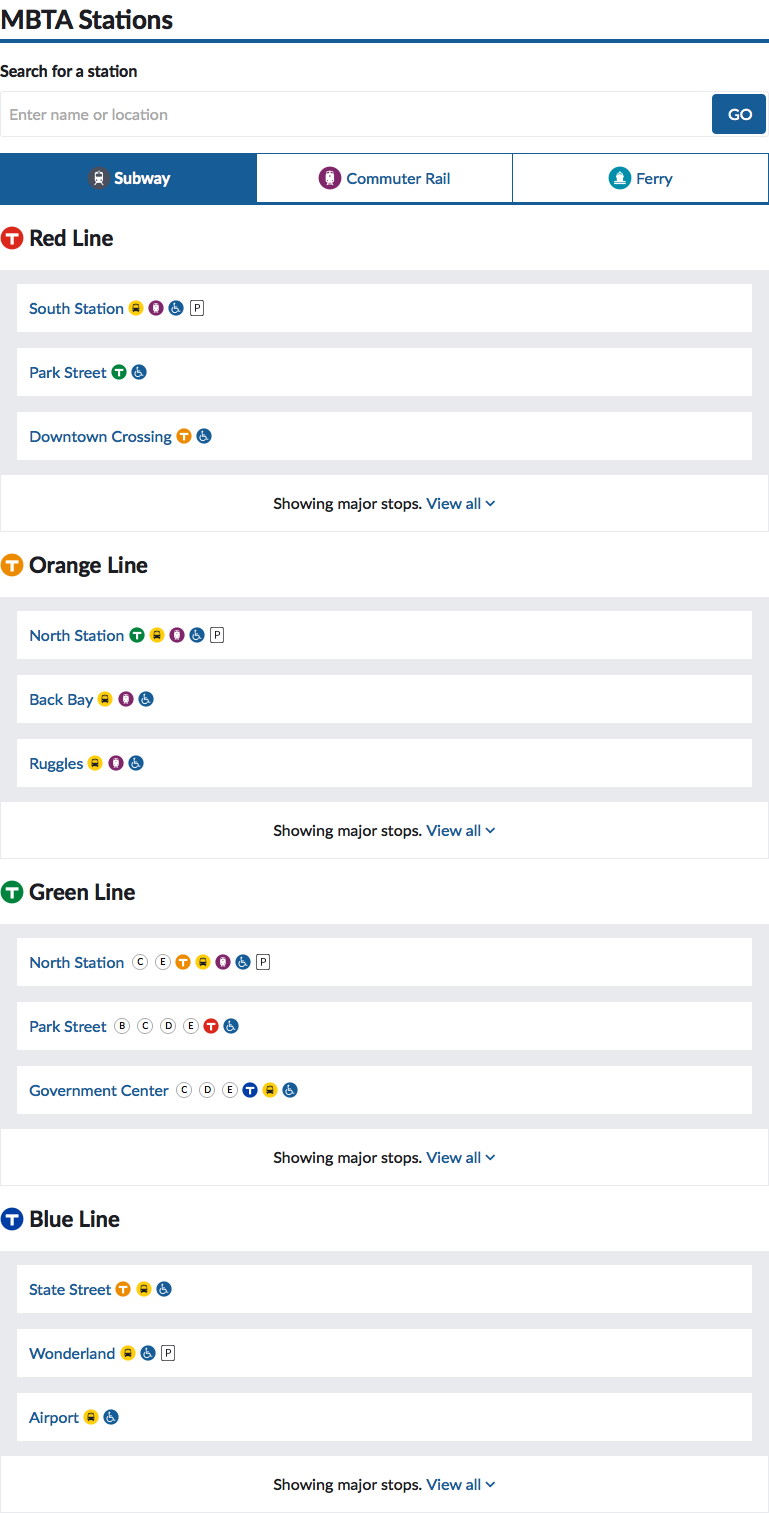 MBTA Stations
Search for a station
Enter name or location GO
Subway Commuter Rail Ferry
T Red Line
South Station P
Park Street T
Downtown Crossing T
Showing major stops. View all
T Orange Line
North Station T P
Back Bay
Ruggles
Showing major stops. View all
T Green Line
North Station C E T P
Park Street B C D E T
Government Center C D E T
Showing major stops. View all
T Blue Line
State Street T
Wonderland P
Airport
Showing major stops. View all